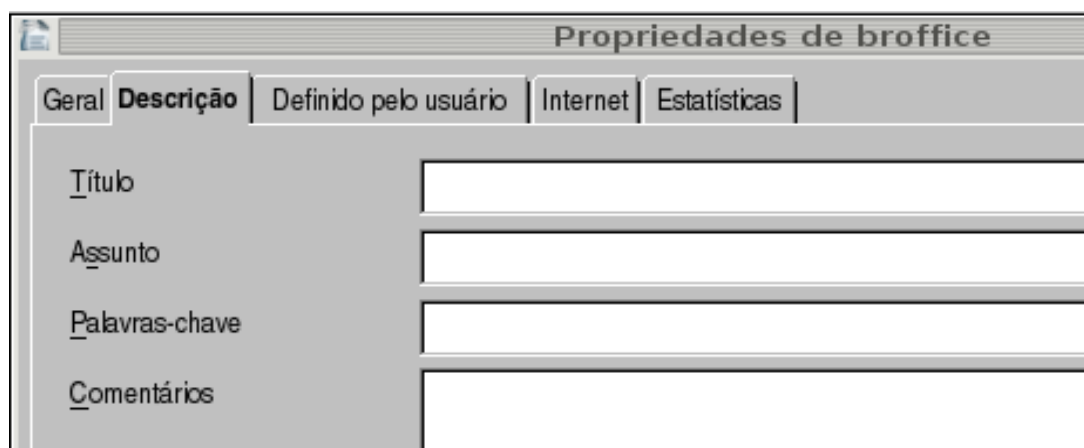 Propriedades de broffice
Geral Descrição Definido pelo usuário Internet Estatísticas
Título
Assunto
Palavras-chave
Comentários